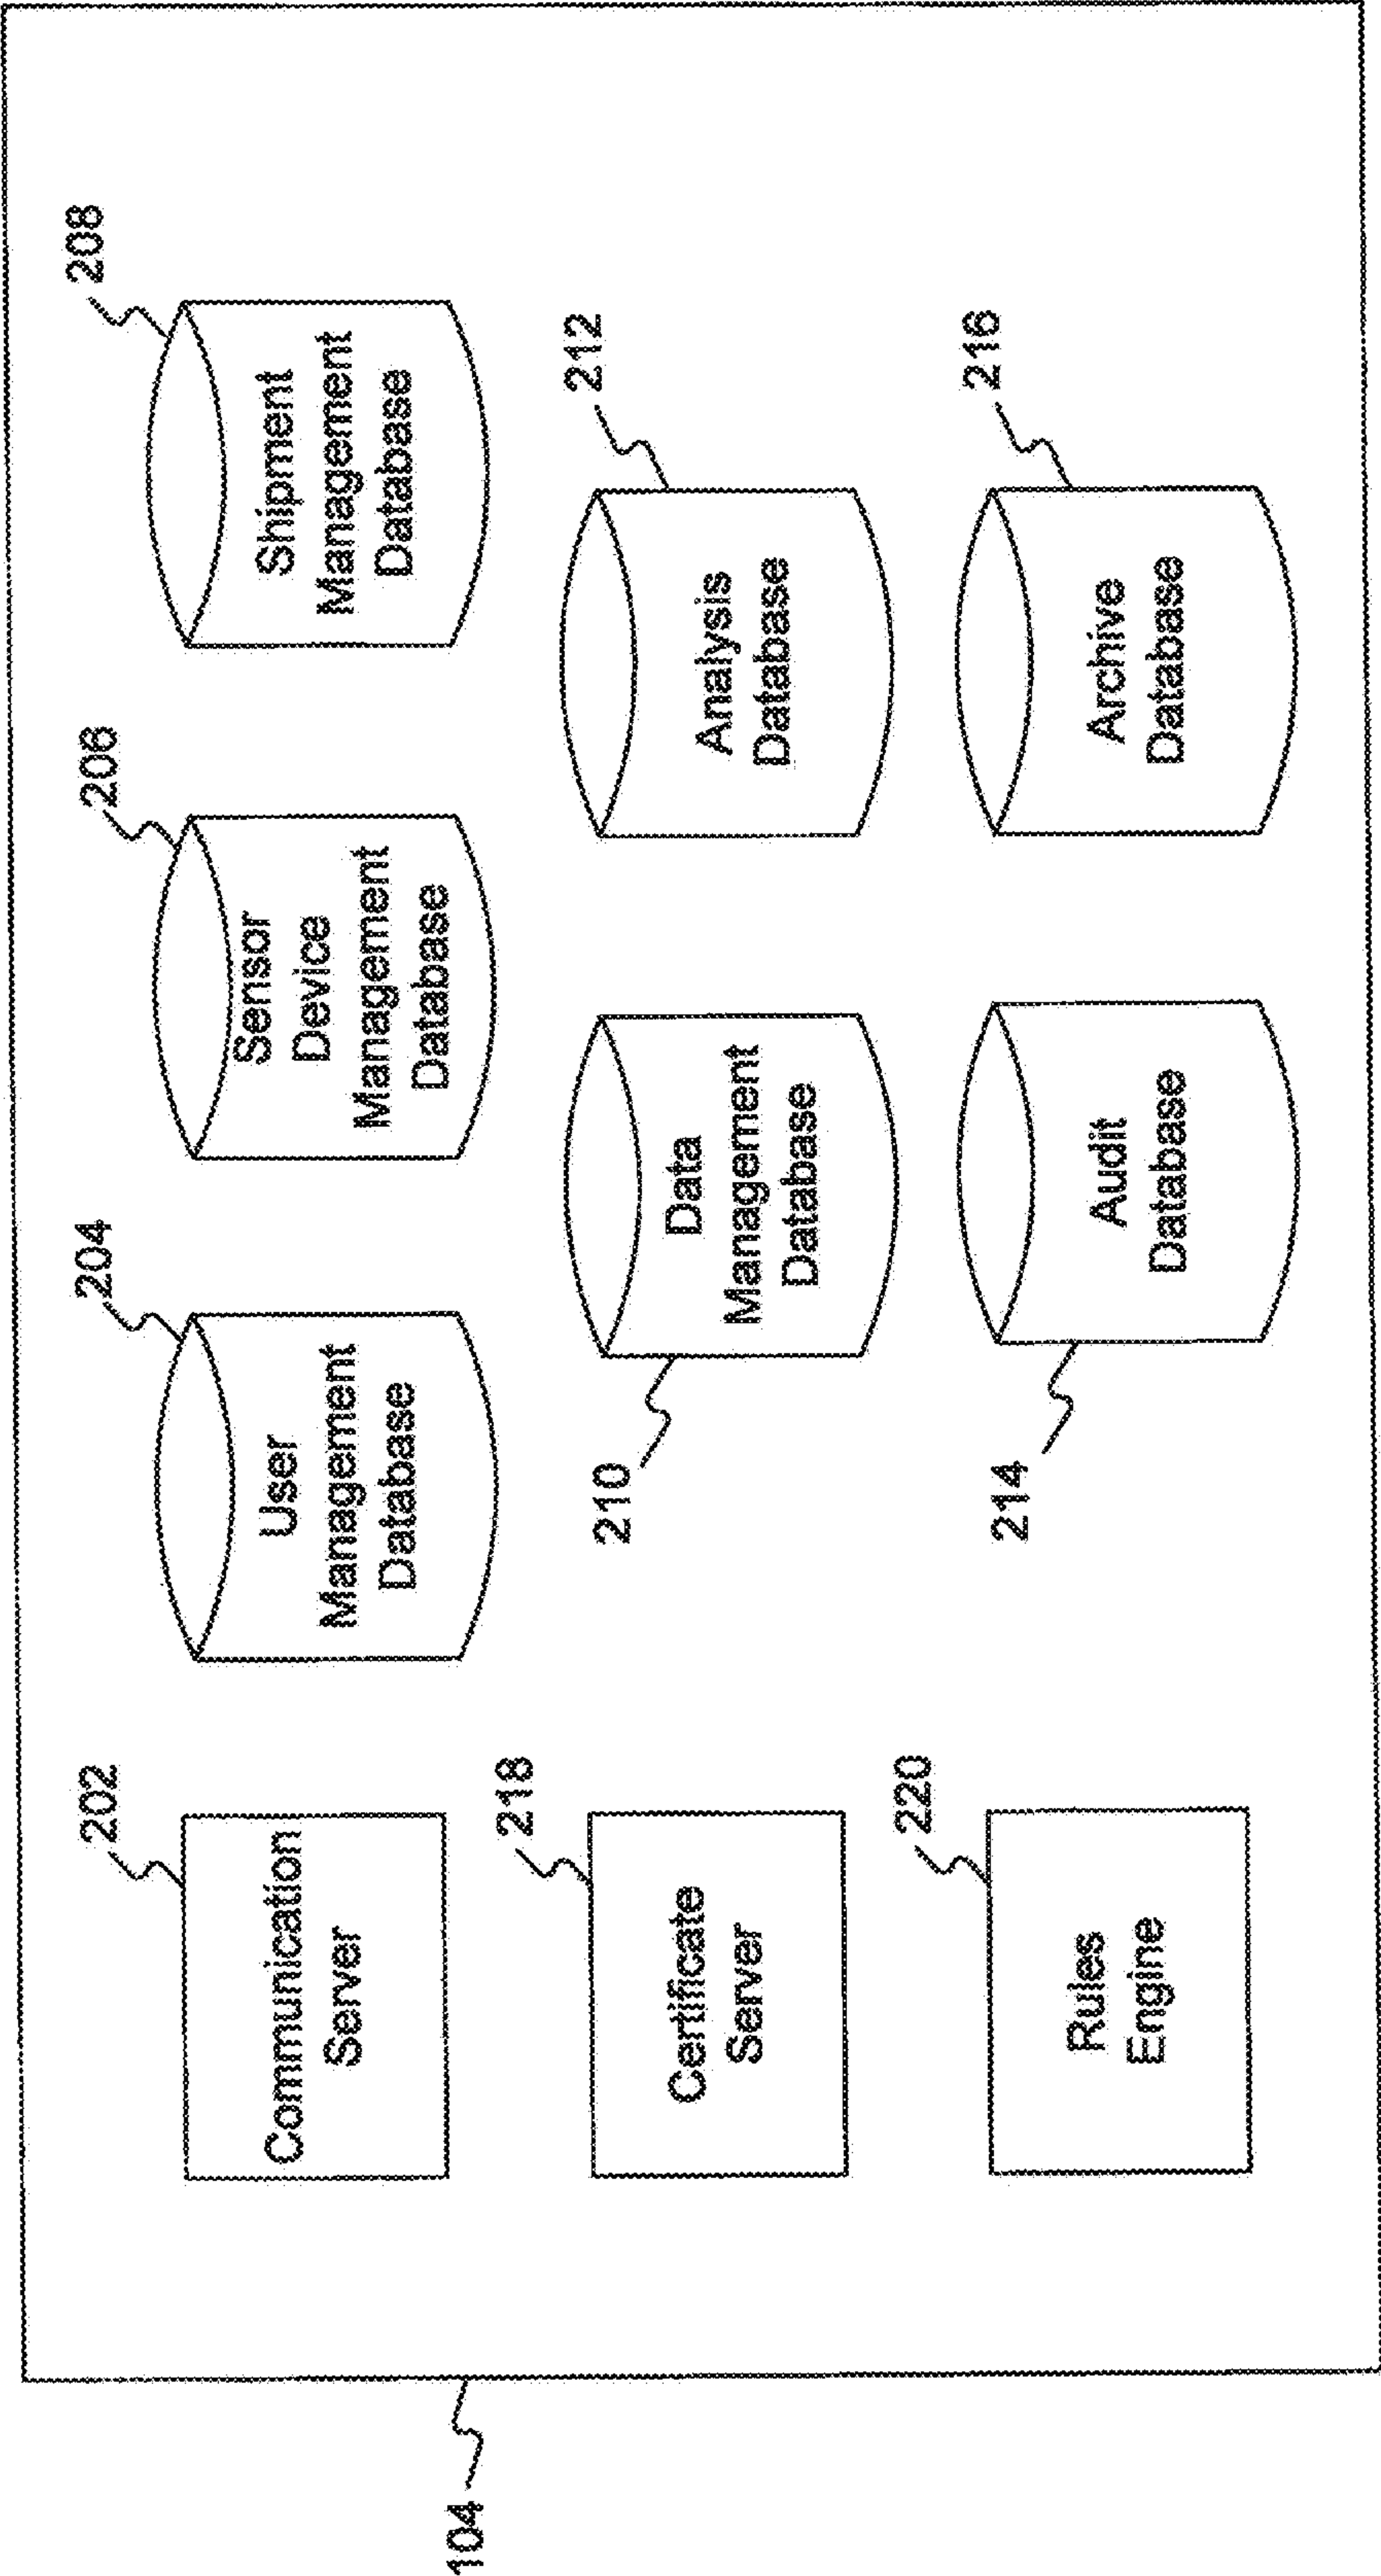 202
Communication
Server
204
User
Management
Database
206
Sensor
Device
Management
Database
208
Shipment
Management
Database
218
Certificate
Server
210
Data
Management
Database
212
Analysis
Database
220
Rules
Engine
214
Audit
Database
216
Archive
Database
104